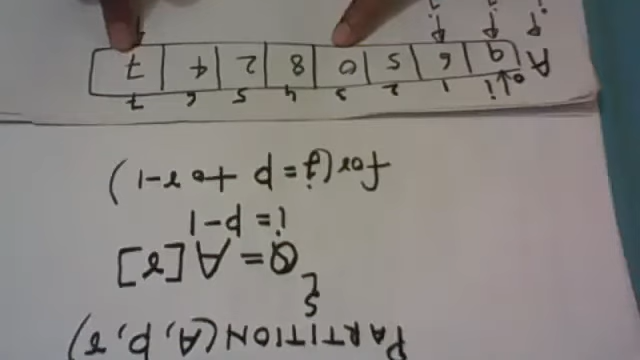 PARTITION(A, p, r)
{
Q = A[r]
i = p-1
for(j = p to r-1)
0 1 2 3 4 5 6 7
A 9 6 5 0 8 2 4 7